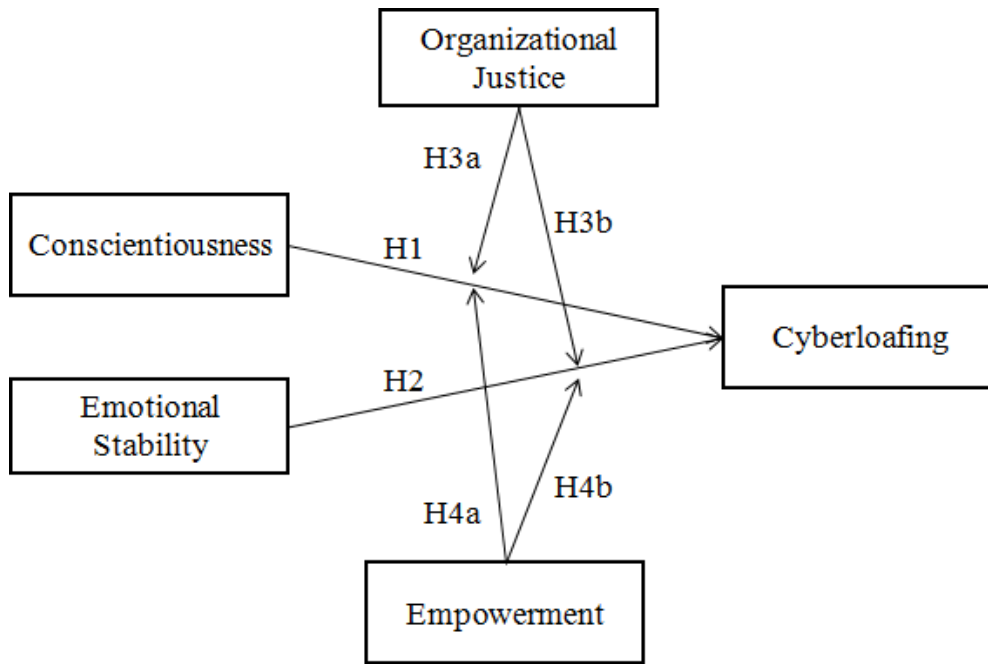 Organizational
Justice
H3a
H3b
Conscientiousness
H1
Cyberloafing
H2
Emotional
Stability
H4b
H4a
Empowerment